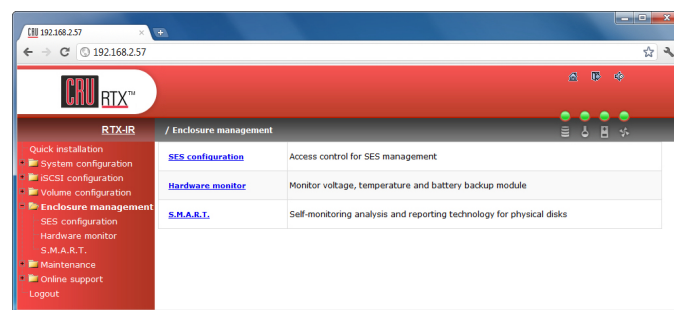 CRU 192.168.2.57
192.168.2.57
CRU RTX™
RTX-IR
/ Enclosure management
Quick installation
System configuration
iSCSI configuration
Volume configuration
Enclosure management
SES configuration
Hardware monitor
S.M.A.R.T.
Maintenance
Online support
Logout
SES configuration Access control for SES management
Hardware monitor Monitor voltage, temperature and battery backup module
S.M.A.R.T. Self-monitoring analysis and reporting technology for physical disks